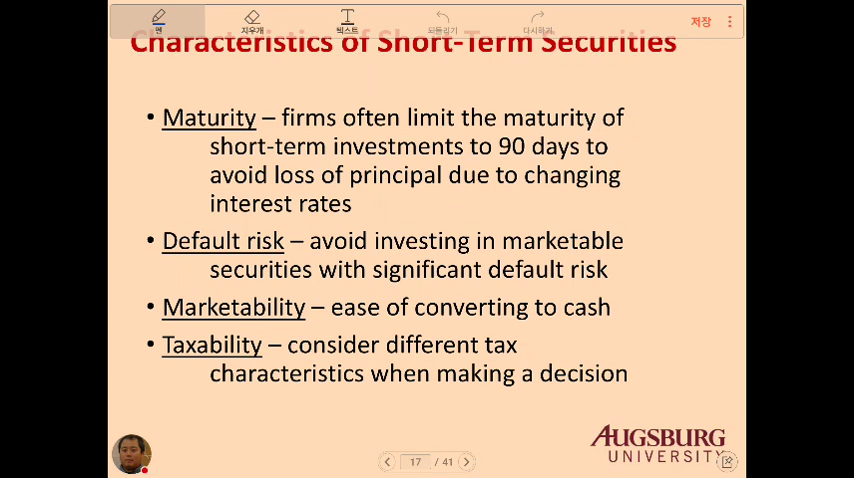 펜
지우개
텍스트
되돌리기
다시하기
저장
Characteristics of Short-Term Securities
• Maturity – firms often limit the maturity of
short-term investments to 90 days to
avoid loss of principal due to changing
interest rates
• Default risk – avoid investing in marketable
securities with significant default risk
• Marketability – ease of converting to cash
• Taxability – consider different tax
characteristics when making a decision
AUGSBURG
UNIVERSITY
17 / 41